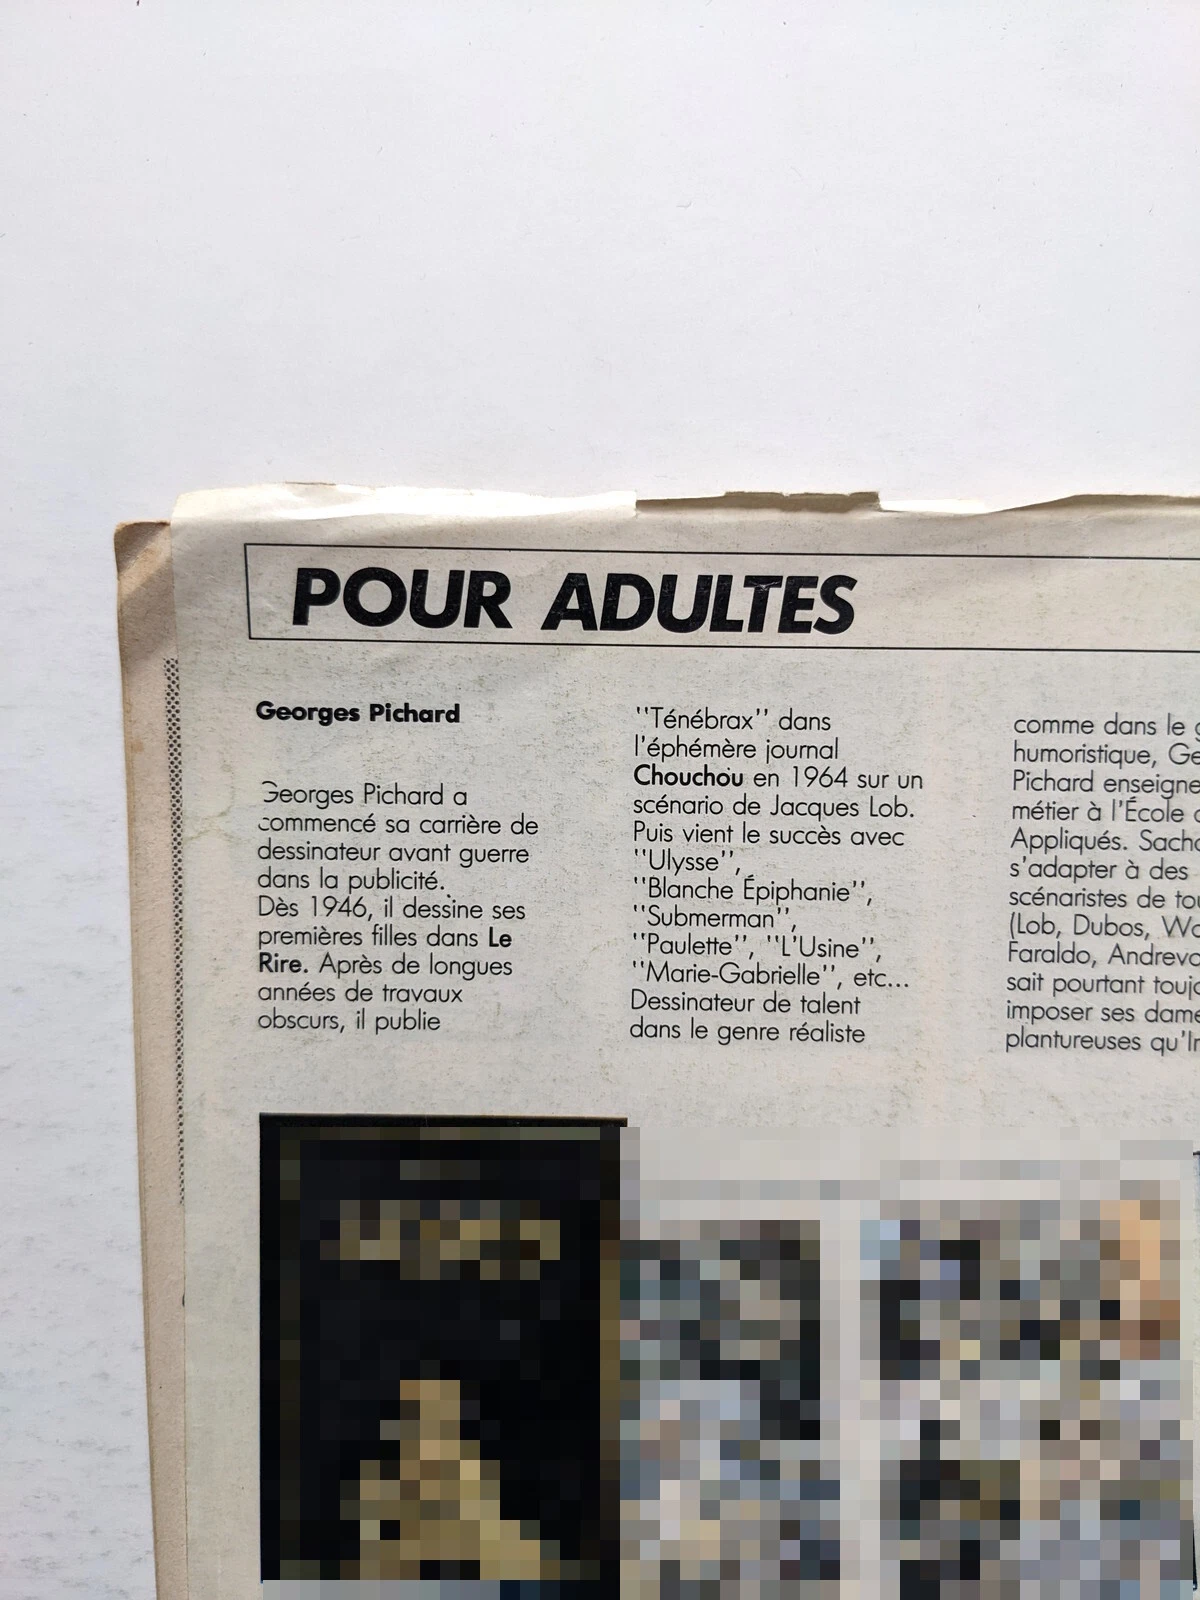 POUR ADULTES
Georges Pichard
Georges Pichard a
commencé sa carrière de
dessinateur avant guerre
dans la publicité.
Dès 1946, il dessine ses
premières filles dans Le
Rire. Après de longues
années de travaux
obscurs, il publie
''Ténébrax'' dans
l'éphémère journal
Chouchou en 1964 sur un
scénario de Jacques Lob.
Puis vient le succès avec
''Ulysse'',
''Blanche Épiphanie'',
''Submerman'',
''Paulette'', ''L'Usine'',
''Marie-Gabrielle'', etc...
Dessinateur de talent
dans le genre réaliste
comme dans le
humoristique,
Pichard
métier à l'École
Appliqués.
s'adapter à des
scénaristes de
(Lob, Dubos,
Faraldo,
sait pourtant
imposer ses
plantureuses